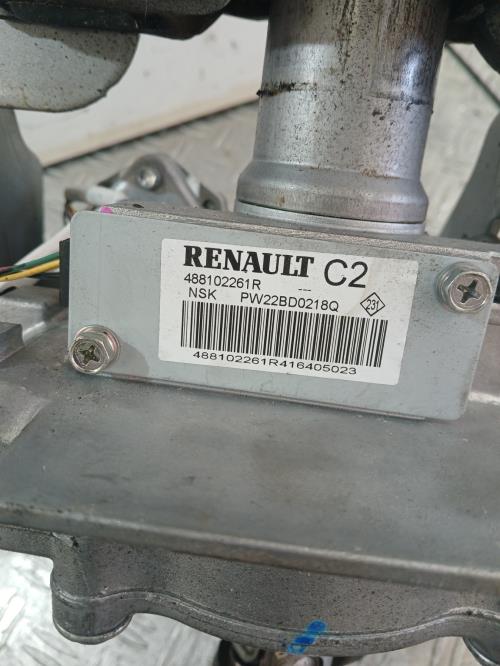 RENAULT C2
488102261R ---
NSK PW22BD0218Q 231
488102261R416405023